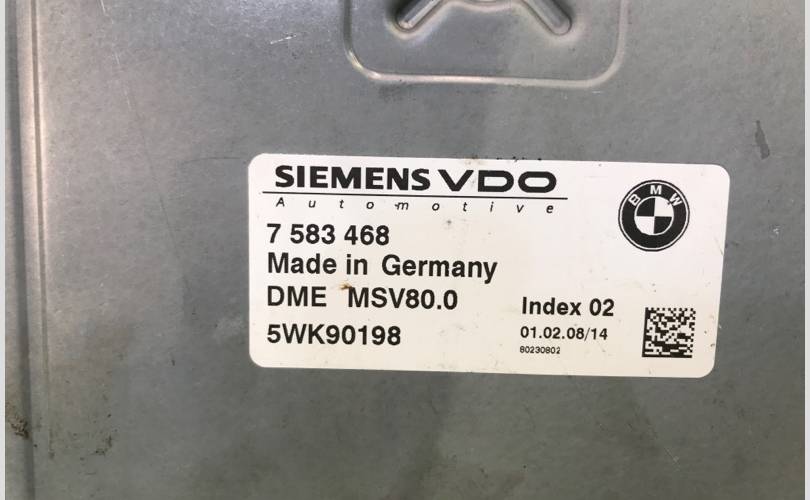 SIEMENS VDO
Automotive
BMW
7 583 468
Made in Germany
DME MSV80.0
Index 02
5WK90198
01.02.08/14
80230802